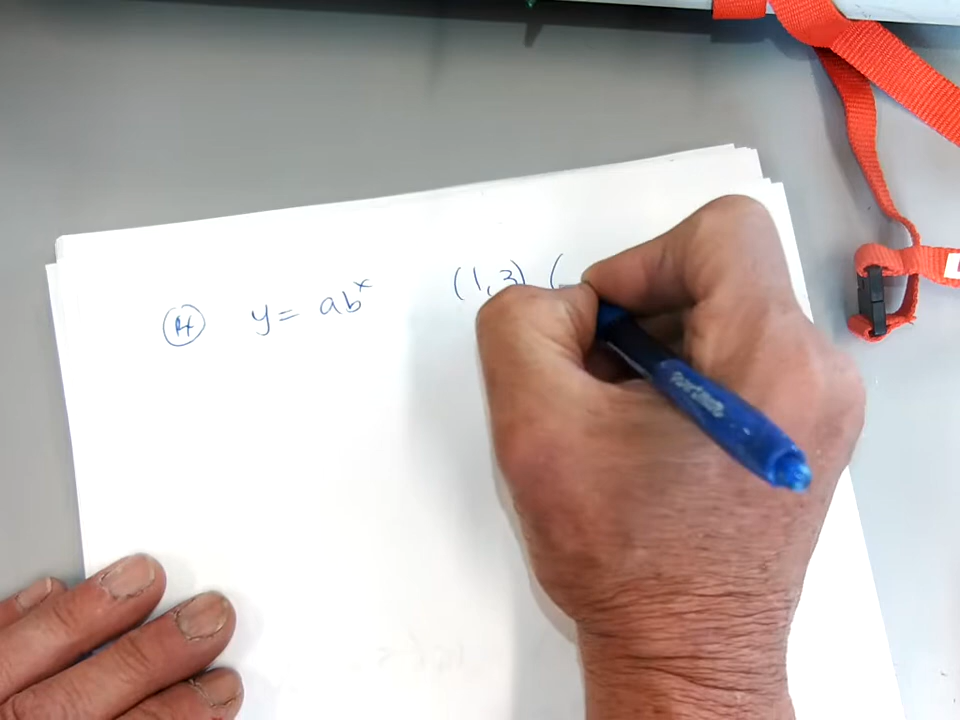 (4) y = ab^x (1,3) (